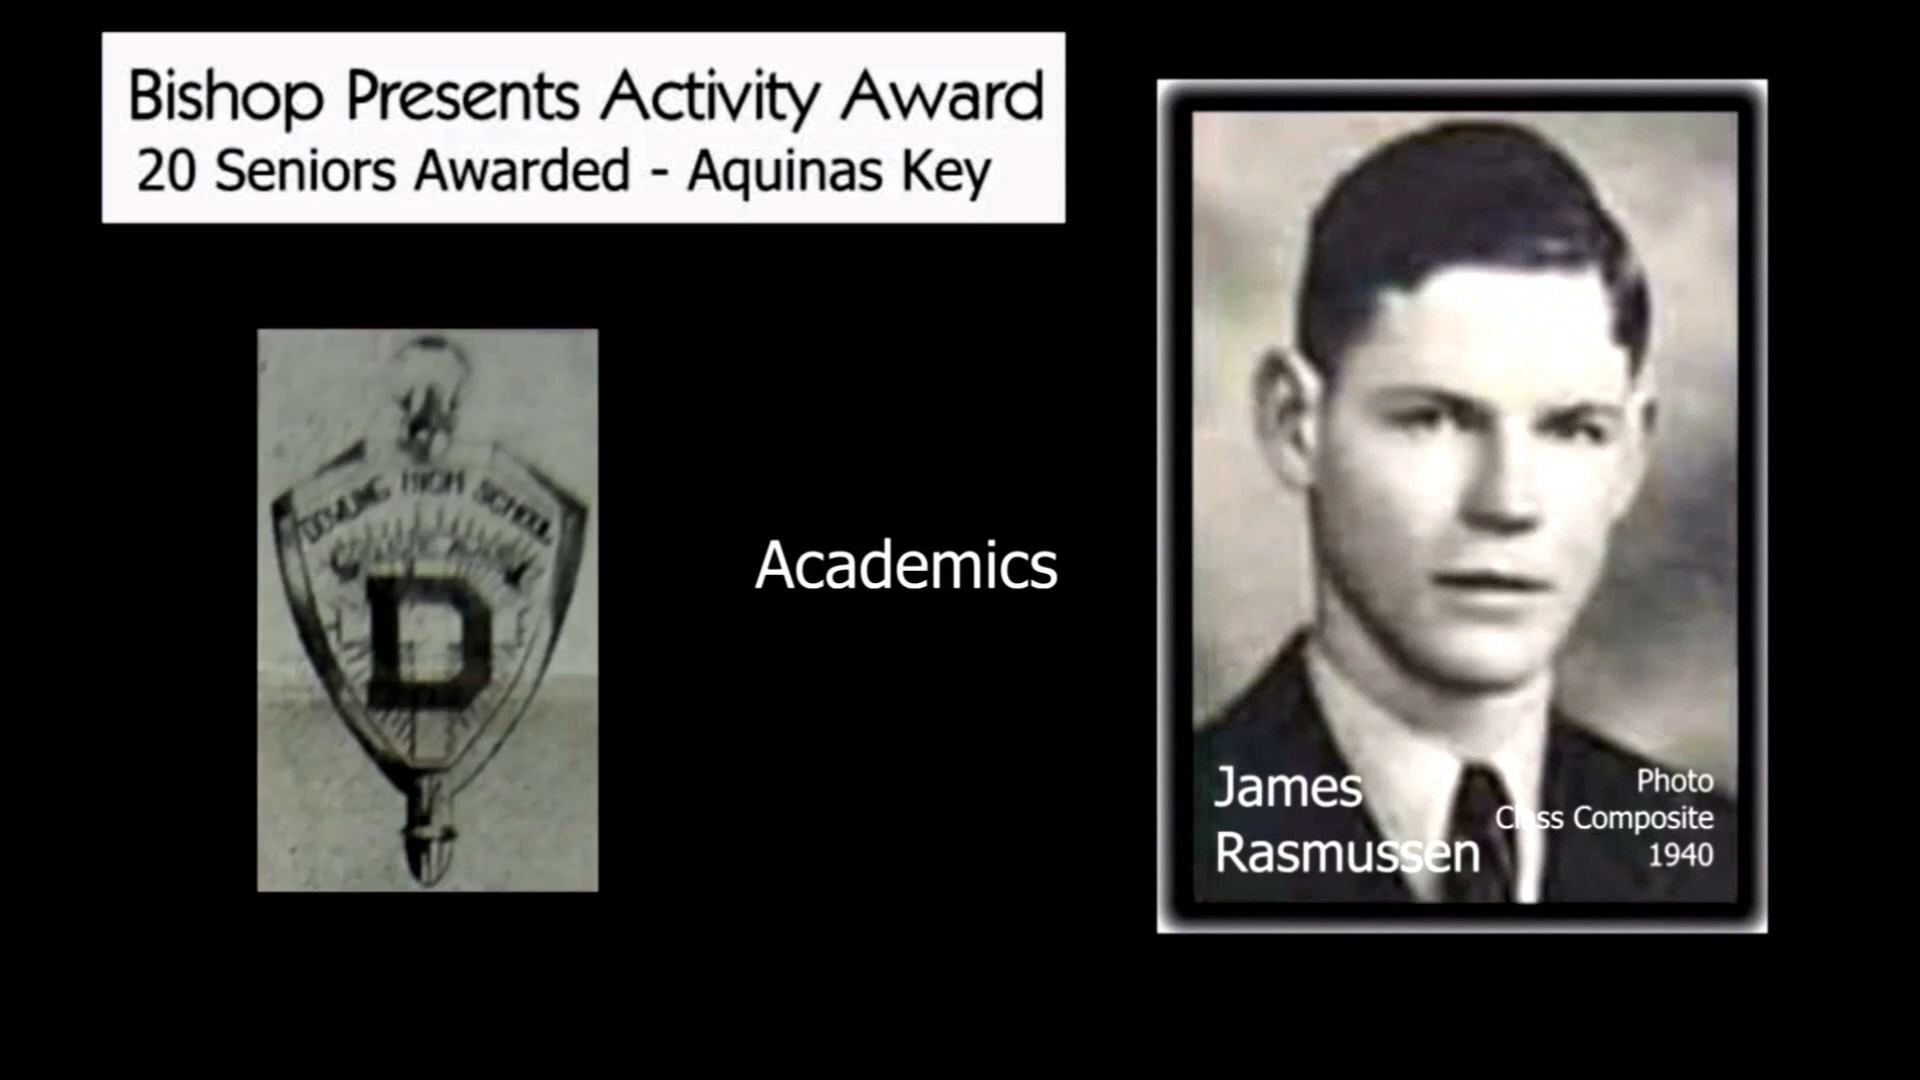 Bishop Presents Activity Award
20 Seniors Awarded - Aquinas Key
DOWLING HIGH SCHOOL
D
Academics
James
Rasmussen
Photo
Class Composite
1940